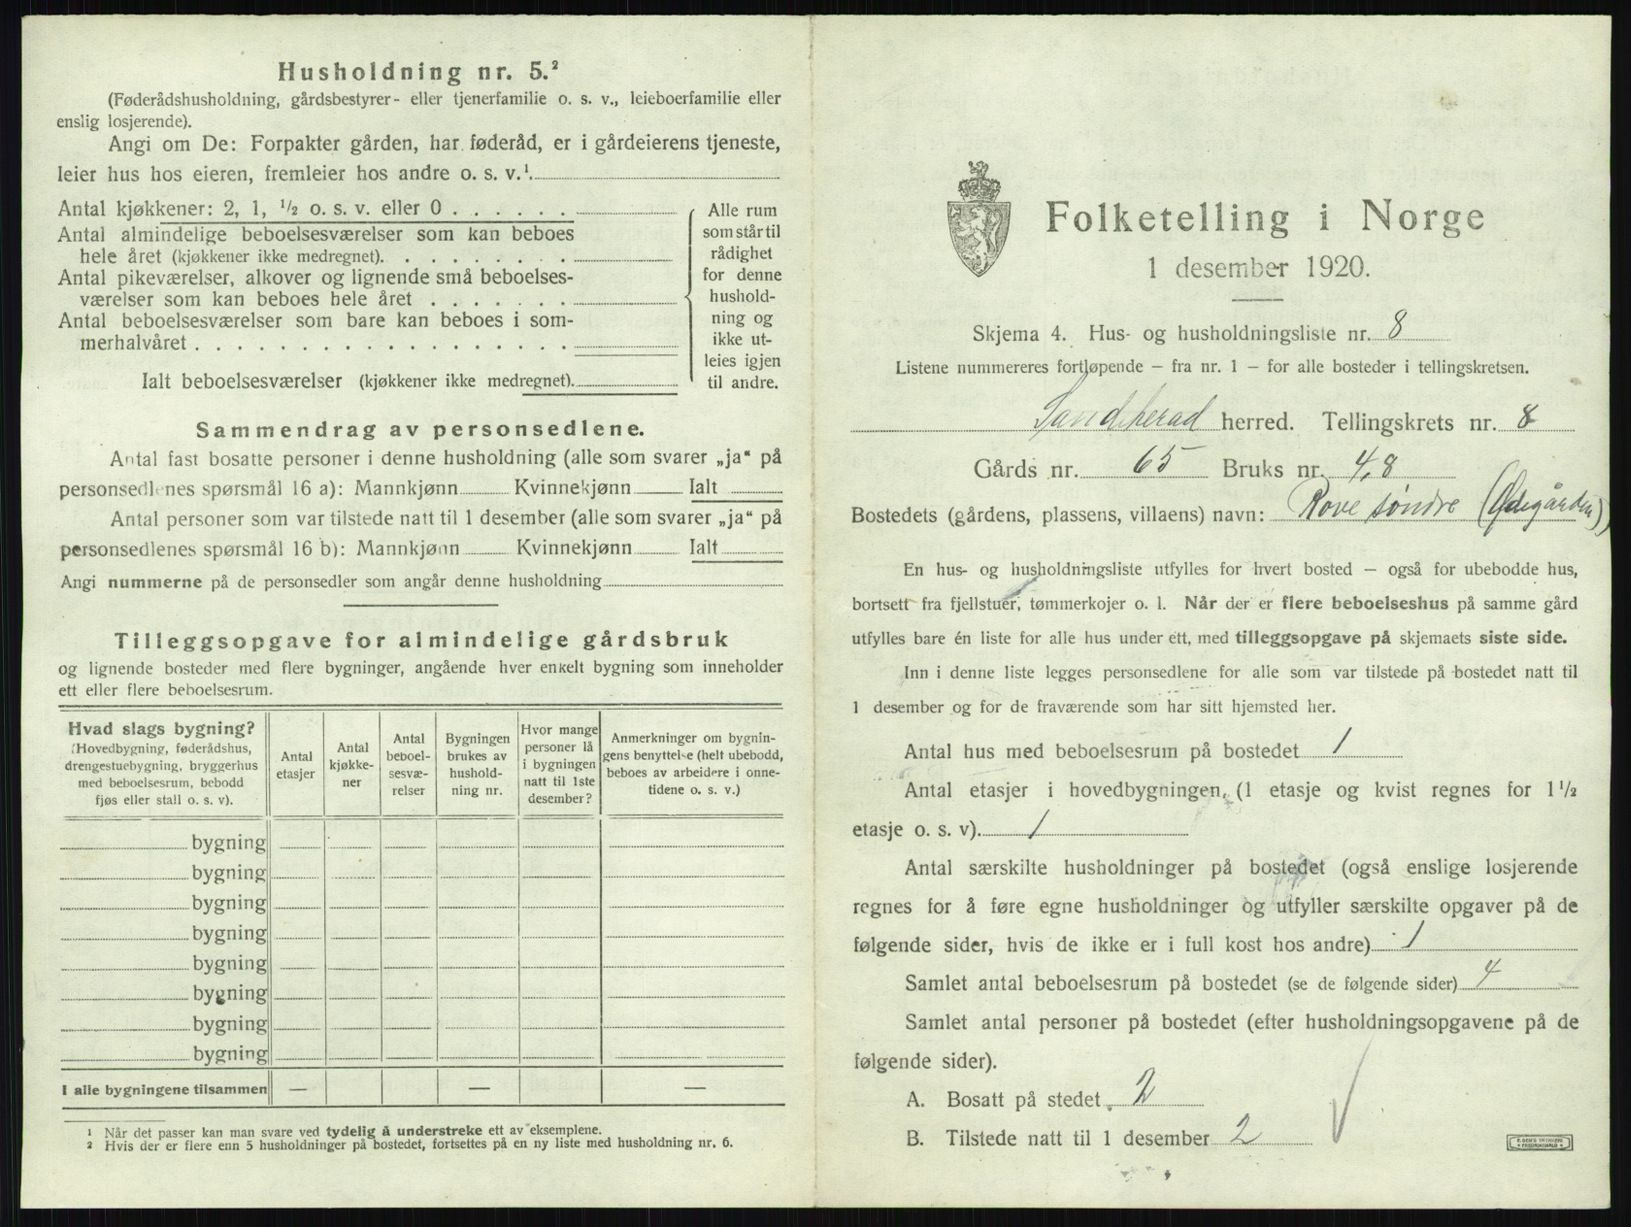 Husholdning nr. 5.²
(Føderådshusholdning, gårdsbestyrer- eller tjenerfamilie o. s. v., leieboerfamilie eller
enslig losjerende).
Angi om De: Forpakter gården, har føderåd, er i gårdeierens tjeneste,
leier hus hos eieren, fremleier hos andre o. s. v.¹.
Antal kjøkkener: 2, 1, ½ o. s. v. eller 0 . . . . . .
Antal almindelige beboelsesværelser som kan beboes
hele året (kjøkkener ikke medregnet). . . . . . . . .
Antal pikeværelser, alkover og lignende små beboelses-
værelser som kan beboes hele året . . . . . . .
Antal beboelsesværelser som bare kan beboes i som-
merhalvåret . . . . . . . . . . . . . . . . . .
Ialt beboelsesværelser (kjøkkener ikke medregnet).
Alle rum
som står til
rådighet
for denne
hushold-
ning og
ikke ut-
leies igjen
til andre.
Sammendrag av personsedlene.
Antal fast bosatte personer i denne husholdning (alle som svarer „ja“ på
personsedlenes spørsmål 16 a): Mannkjønn Kvinnekjønn Ialt
Antal personer som var tilstede natt til 1 desember (alle som svarer „ja“ på
personsedlenes spørsmål 16 b): Mannkjønn Kvinnekjønn Ialt
Angi nummerne på de personsedler som angår denne husholdning
Tilleggsopgave for almindelige gårdsbruk
og lignende bosteder med flere bygninger, angående hver enkelt bygning som inneholder
ett eller flere beboelsesrum.
Hvad slags bygning?
(Hovedbygning, føderådshus,
drengestuebygning, bryggerhus
med beboelsesrum, bebodd
fjøs eller stall o. s. v).
Antal
etasjer
Antal
kjøkke-
ner
Antal
beboel-
sesvæ-
relser
Bygningen
brukes av
hushold-
ning nr.
Hvor mange
personer lå
i bygningen
natt til 1ste
desember?
Anmerkninger om bygnin-
gens benyttelse (helt ubebodd,
beboes av arbeidere i onne-
tidene o. s. v.)
bygning
bygning
bygning
bygning
bygning
bygning
bygning
bygning
I alle bygningene tilsammen — — —
¹ Når det passer kan man svare ved tydelig å understreke ett av eksemplene.
² Hvis der er flere enn 5 husholdninger på bostedet, fortsettes på en ny liste med husholdning nr. 6.
Folketelling i Norge
1 desember 1920.
Skjema 4. Hus- og husholdningsliste nr. 8
Listene nummereres fortløpende – fra nr. 1 – for alle bosteder i tellingskretsen.
Sandeherad herred. Tellingskrets nr. 8
Gårds nr. 65 Bruks nr. 4,8
Bostedets (gårdens, plassens, villaens) navn: Rove søndre (Ødegården)
En hus- og husholdningsliste utfylles for hvert bosted – også for ubebodde hus,
bortsett fra fjellstuer, tømmerkojer o. l. Når der er flere beboelseshus på samme gård
utfylles bare én liste for alle hus under ett, med tilleggsopgave på skjemaets siste side.
Inn i denne liste legges personsedlene for alle som var tilstede på bostedet natt til
1 desember og for de fraværende som har sitt hjemsted her.
Antal hus med beboelsesrum på bostedet 1
Antal etasjer i hovedbygningen, (1 etasje og kvist regnes for 1 ½
etasje o. s. v). 1
Antal særskilte husholdninger på bostedet (også enslige losjerende
regnes for å føre egne husholdninger og utfyller særskilte opgaver på de
følgende sider, hvis de ikke er i full kost hos andre) 1
Samlet antal beboelsesrum på bostedet (se de følgende sider) 4
Samlet antal personer på bostedet (efter husholdningsopgavene på de
følgende sider).
A. Bosatt på stedet 2
B. Tilstede natt til 1 desember 2